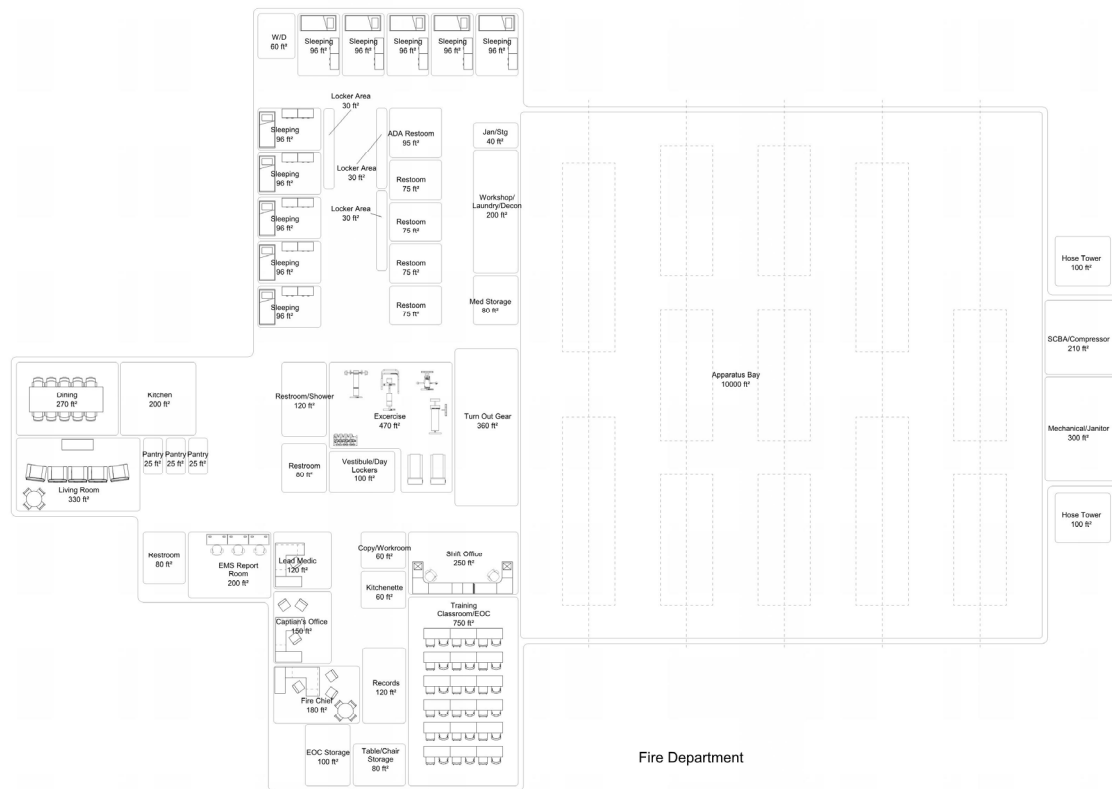 W/D
60 ft²
Sleeping
96 ft²
Sleeping
96 ft²
Sleeping
96 ft²
Sleeping
96 ft²
Sleeping
96 ft²
Locker Area
30 ft²
Sleeping
96 ft²
ADA Restoom
95 ft²
Jan/Stg
40 ft²
Locker Area
30 ft²
Sleeping
96 ft²
Restoom
75 ft²
Workshop/
Laundry/Decon
200 ft²
Locker Area
30 ft²
Sleeping
96 ft²
Restoom
75 ft²
Sleeping
96 ft²
Restoom
75 ft²
Sleeping
96 ft²
Restoom
75 ft²
Med Storage
80 ft²
Hose Tower
100 ft²
SCBA/Compressor
210 ft²
Apparatus Bay
10000 ft²
Mechanical/Janitor
300 ft²
Hose Tower
100 ft²
Dining
270 ft²
Kitchen
200 ft²
Restroom/Shower
120 ft²
Excercise
470 ft²
Turn Out Gear
360 ft²
Pantry
25 ft²
Pantry
25 ft²
Pantry
25 ft²
Living Room
330 ft²
Restroom
80 ft²
Vestibule/Day
Lockers
100 ft²
Restroom
80 ft²
EMS Report
Room
200 ft²
Lead Medic
120 ft²
Copy/Workroom
60 ft²
Shift Office
250 ft²
Kitchenette
60 ft²
Captian's Office
150 ft²
Training
Classroom/EOC
750 ft²
Records
120 ft²
Fire Chief
180 ft²
EOC Storage
100 ft²
Table/Chair
Storage
80 ft²
Fire Department